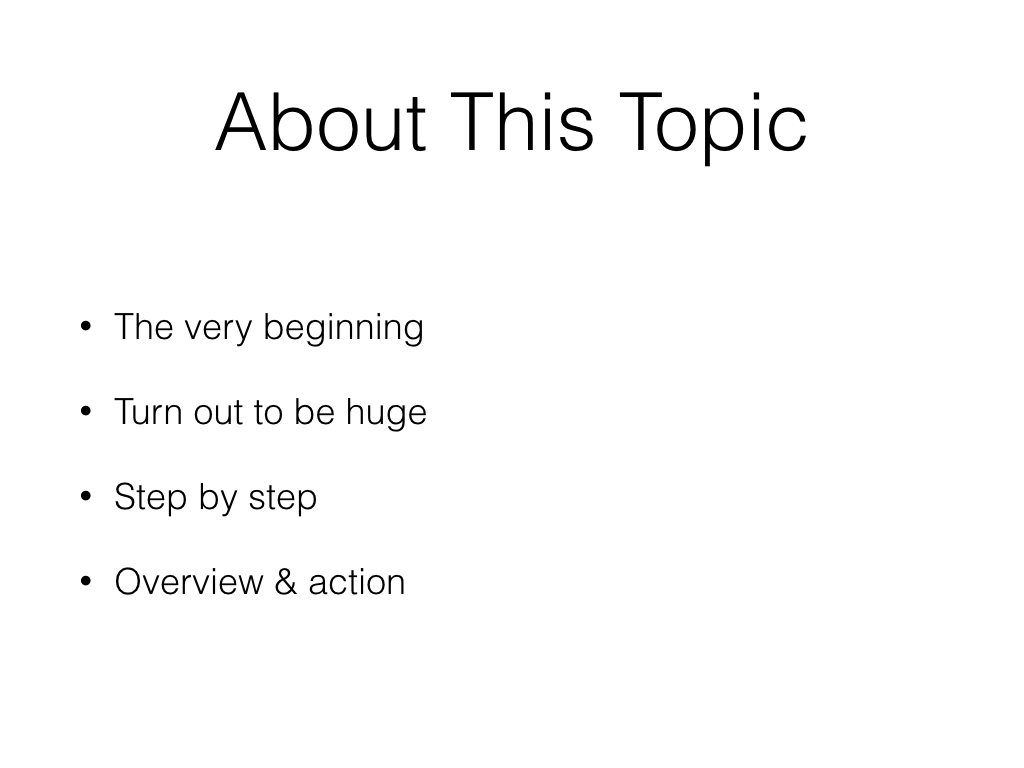 About This Topic
• The very beginning
• Turn out to be huge
• Step by step
• Overview & action